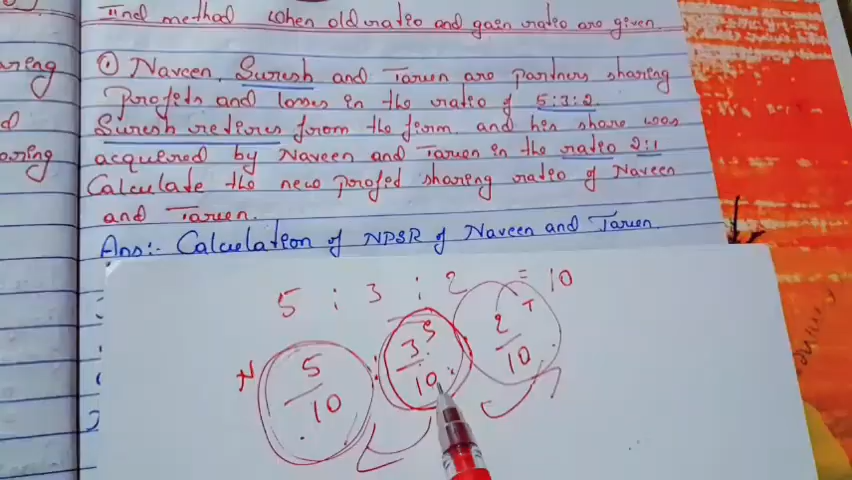 IInd method when old ratio and gain ratio are given
① Naveen, Suresh and Tarun are partners sharing
profits and losses in the ratio of 5:3:2.
Suresh retires from the firm and his share was
acquired by Naveen and Tarun in the ratio 2:1
Calculate the new profit sharing ratio of Naveen
and Tarun.
Ans:- Calculation of NPSR of Naveen and Tarun
5 : 3 : 2 = 10
N 5/10 : S 3/10 T 2/10
aring
d
aring